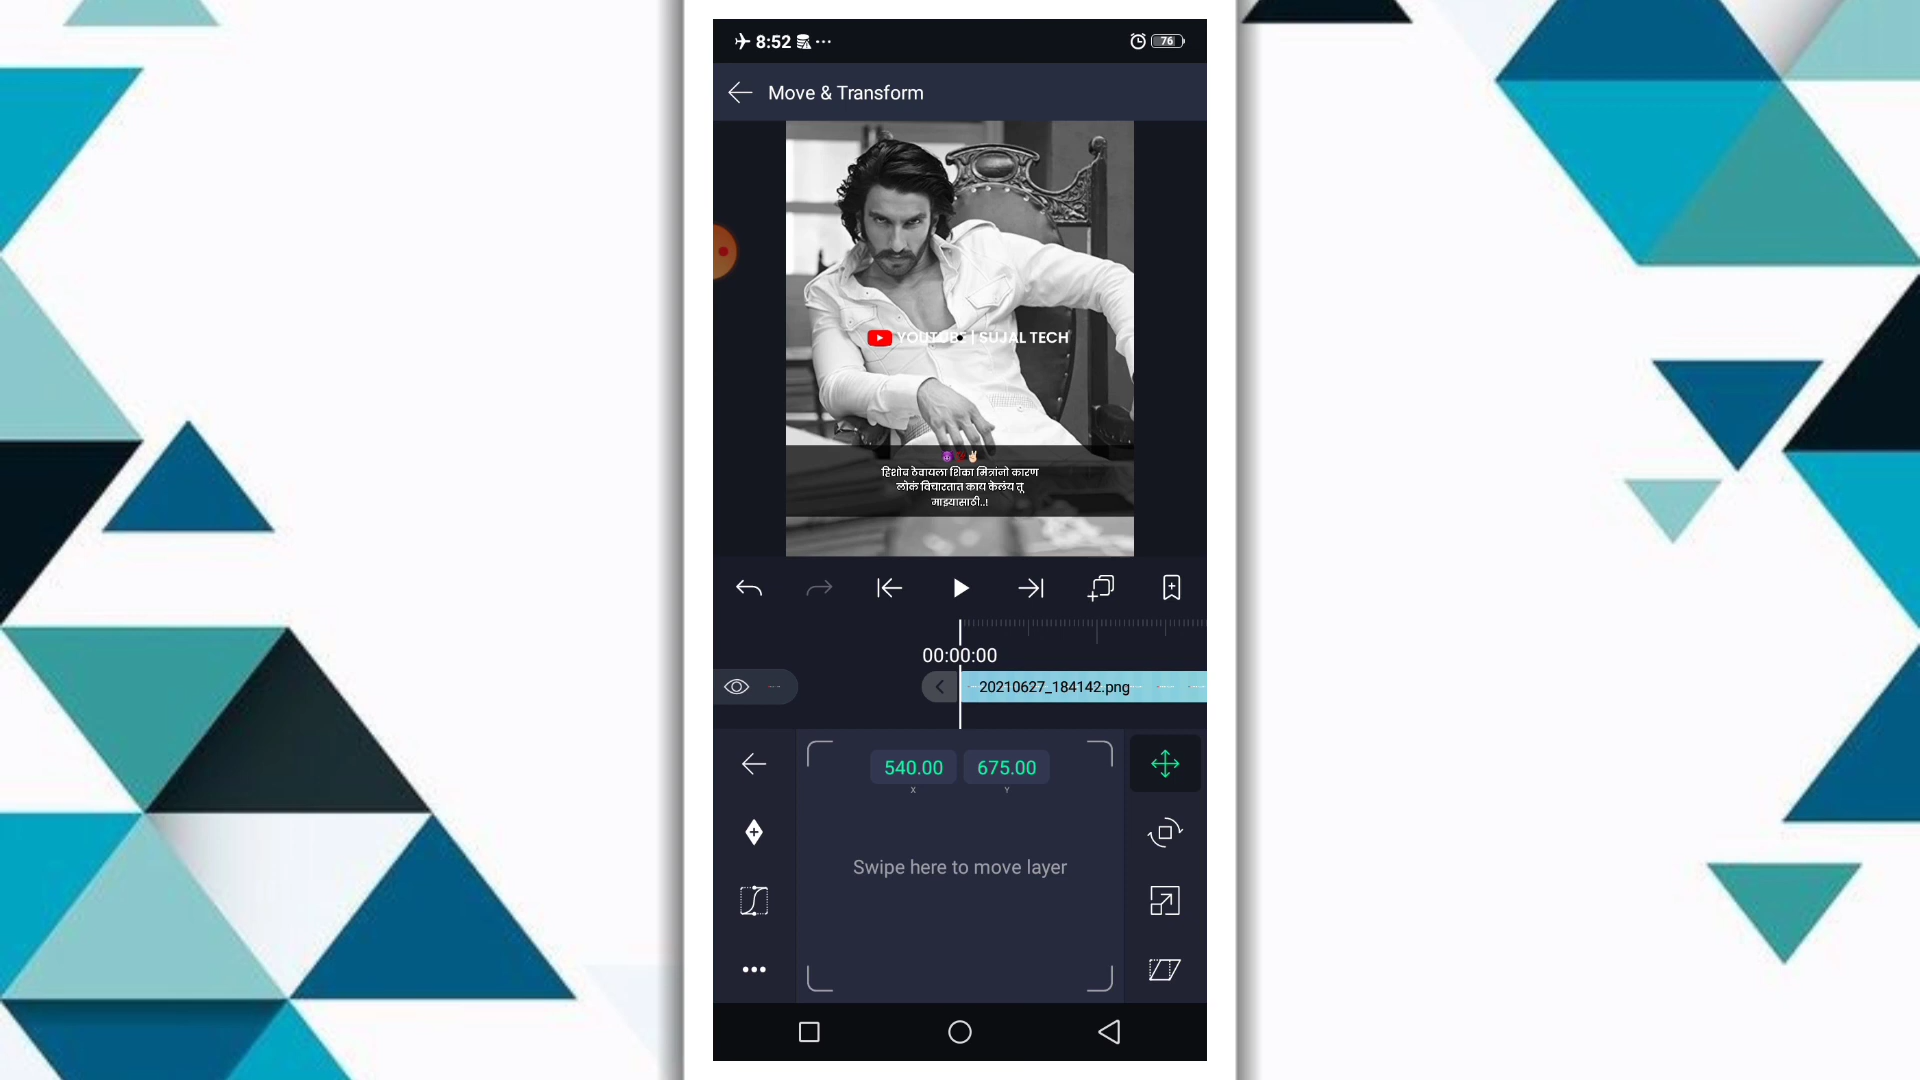 8:52
76
Move & Transform
YOUTUBE | SUJAL TECH
हिशोब ठेवायला शिका मित्रांनो कारण
लोकं विचारतात काय केलंय तू
माझ्यासाठी..!
00:00:00
20210627_184142.png
540.00 675.00
X Y
Swipe here to move layer